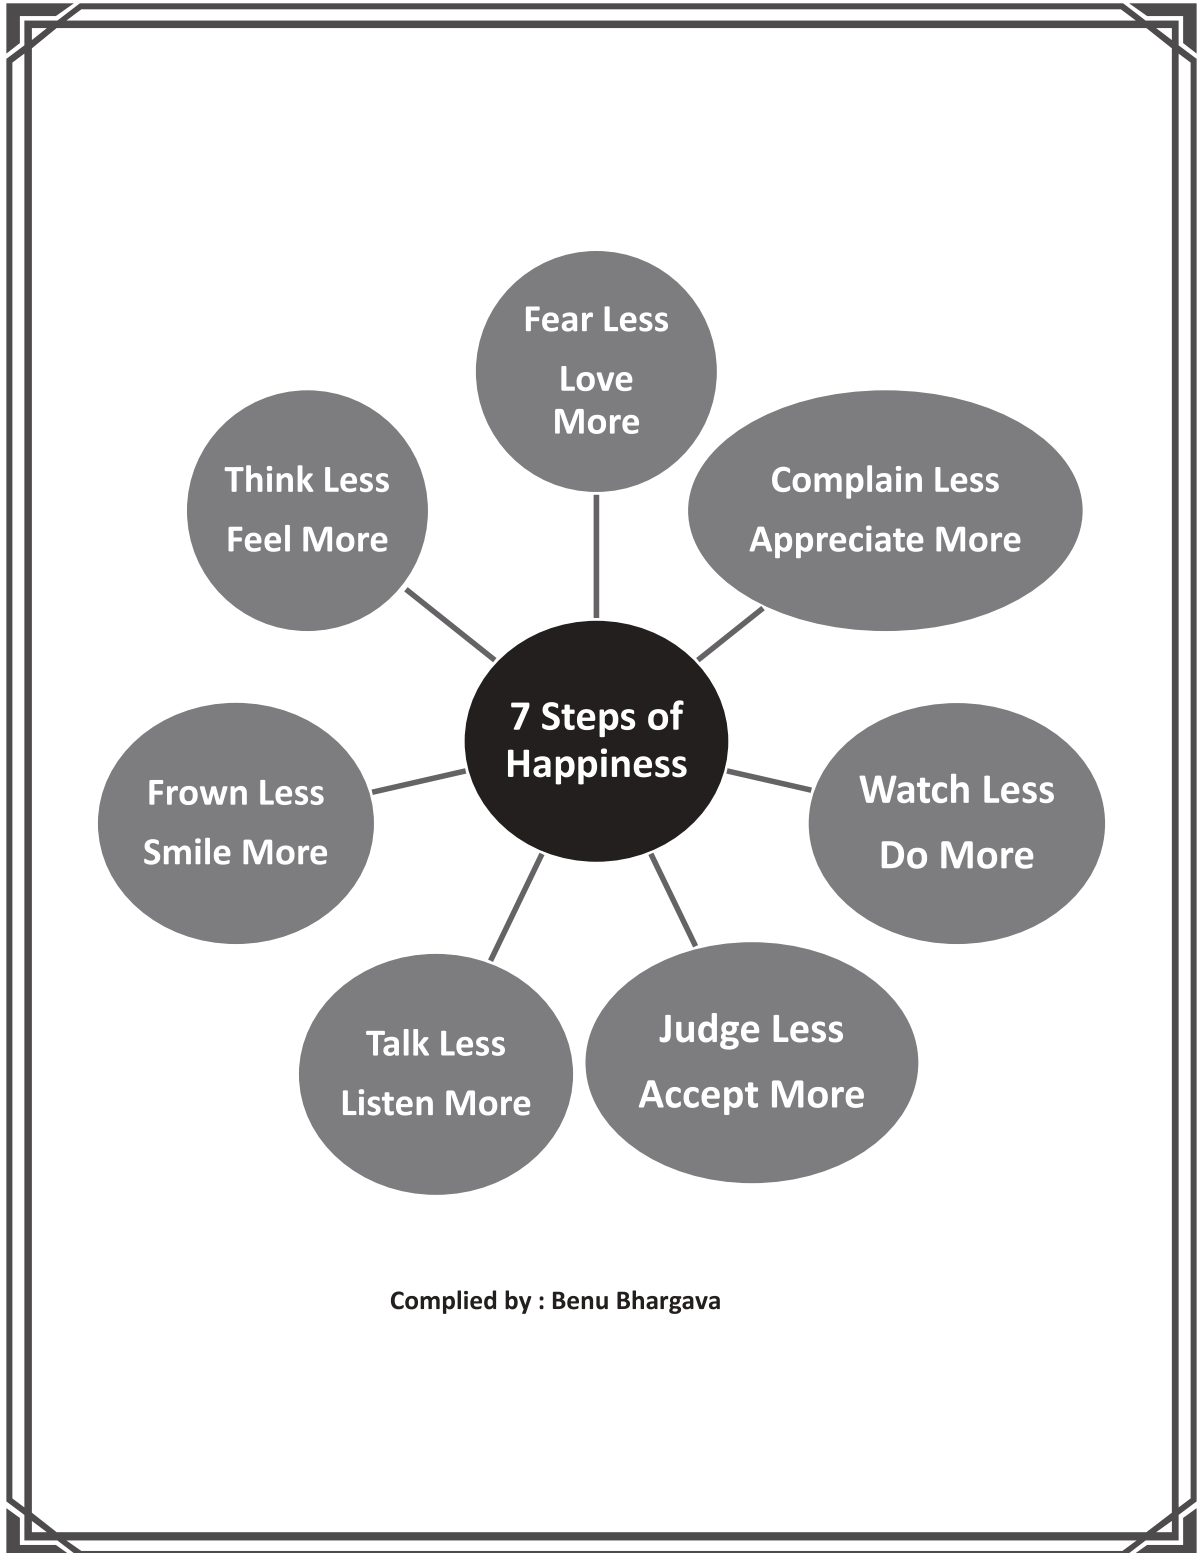 Fear Less
Love
More
Think Less
Feel More
Complain Less
Appreciate More
7 Steps of
Happiness
Frown Less
Smile More
Watch Less
Do More
Talk Less
Listen More
Judge Less
Accept More
Complied by : Benu Bhargava